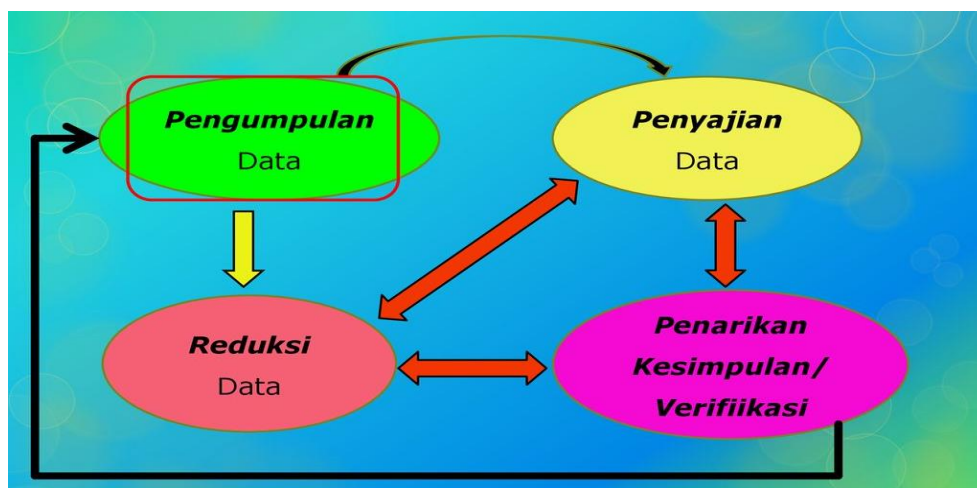 Pengumpulan
Data
Penyajian
Data
Reduksi
Data
Penarikan
Kesimpulan/
Verifiikasi